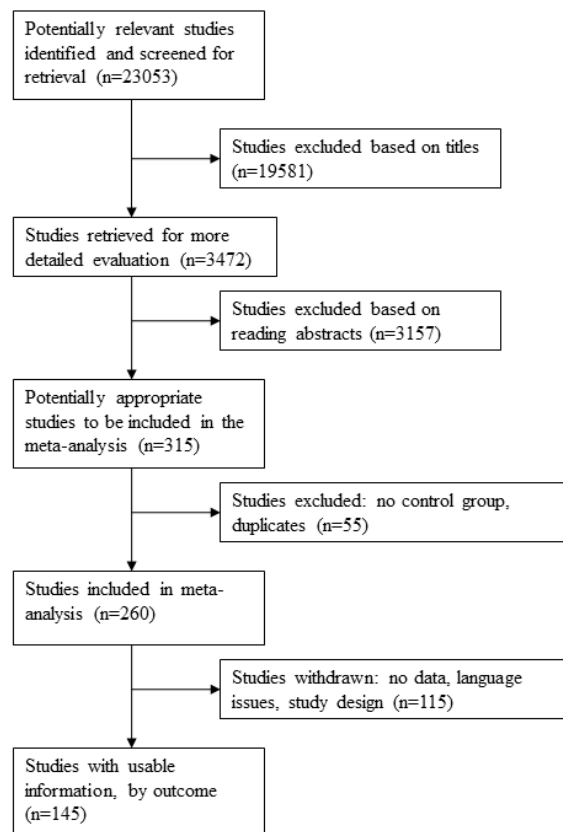 Potentially relevant studies
identified and screened for
retrieval (n=23053)
Studies excluded based on titles
(n=19581)
Studies retrieved for more
detailed evaluation (n=3472)
Studies excluded based on
reading abstracts (n=3157)
Potentially appropriate
studies to be included in the
meta-analysis (n=315)
Studies excluded: no control group,
duplicates (n=55)
Studies included in meta-
analysis (n=260)
Studies withdrawn: no data, language
issues, study design (n=115)
Studies with usable
information, by outcome
(n=145)